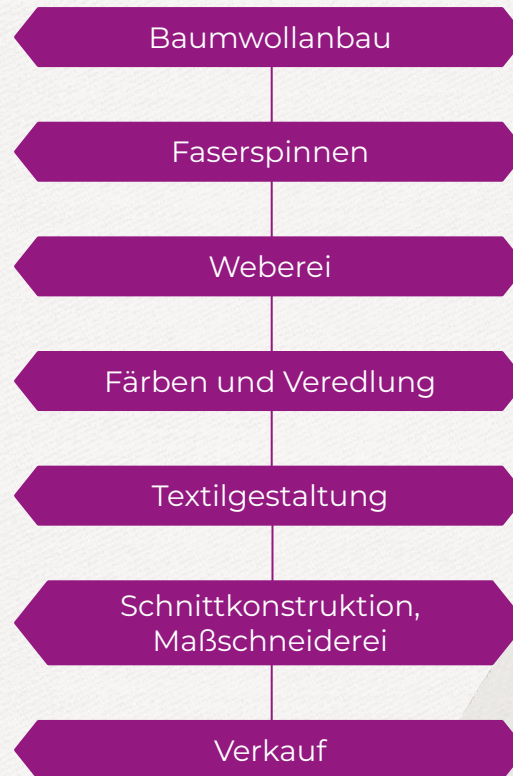 Baumwollanbau
Faserspinnen
Weberei
Färben und Veredlung
Textilgestaltung
Schnittkonstruktion,
Maßschneiderei
Verkauf